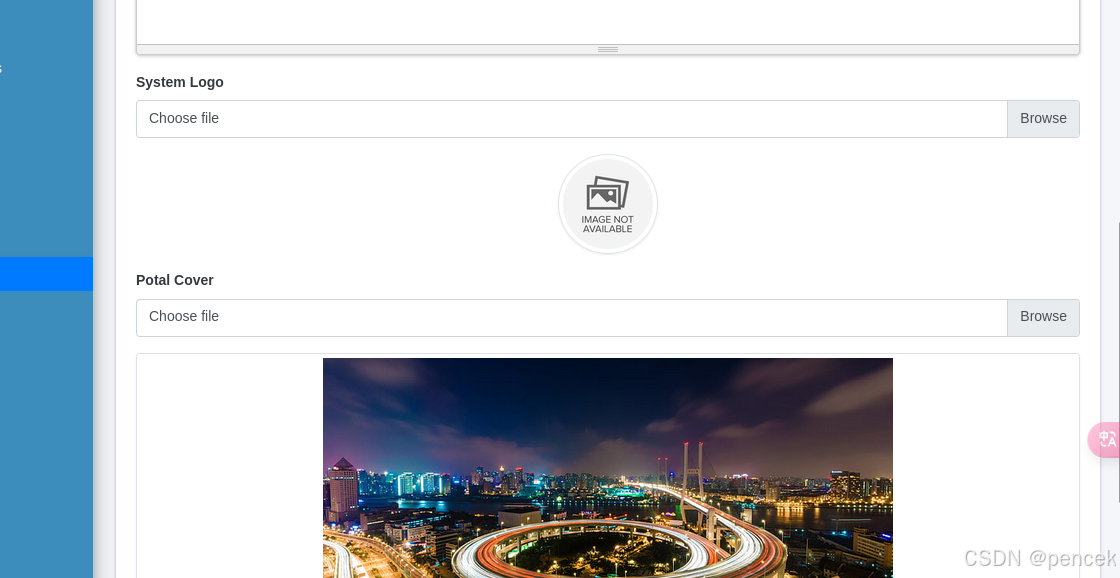 s
System Logo
Choose file
Browse
IMAGE NOT
AVAILABLE
Potal Cover
Choose file
Browse
CSDN @pencek